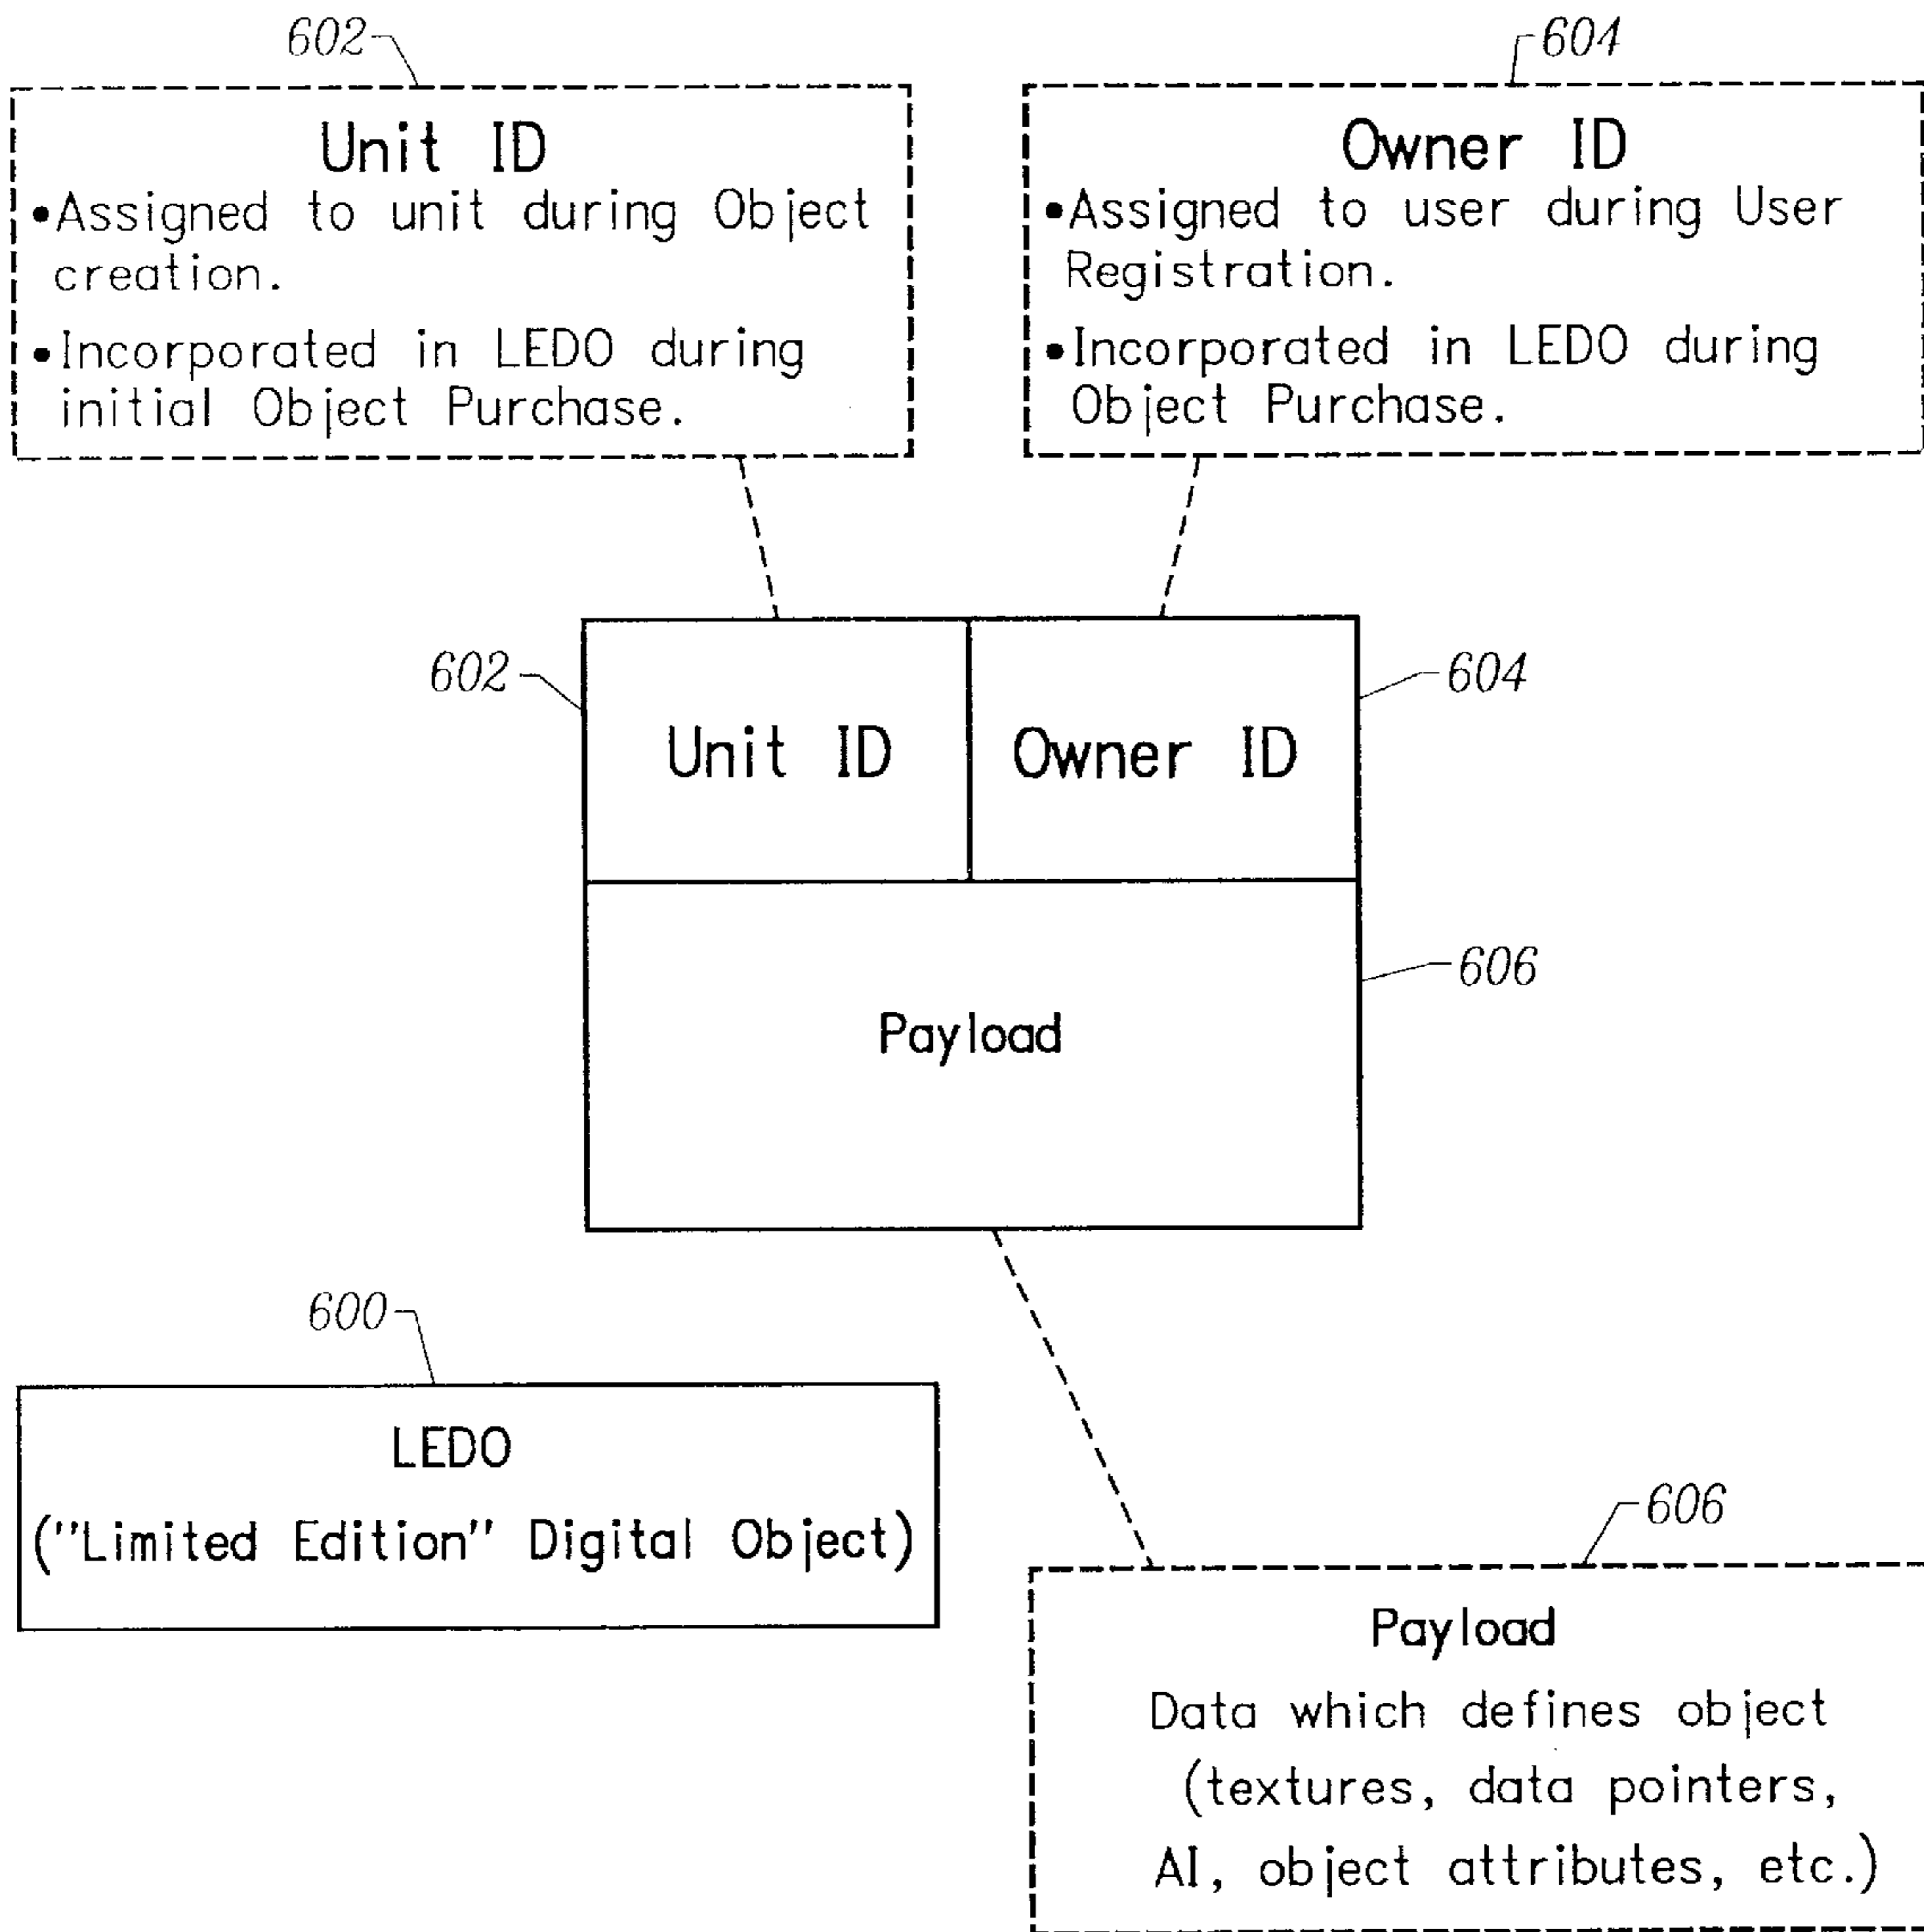 602
604
Unit ID
•Assigned to unit during Object
creation.
•Incorporated in LEDO during
initial Object Purchase.
Owner ID
•Assigned to user during User
Registration.
•Incorporated in LEDO during
Object Purchase.
602
604
Unit ID
Owner ID
606
Payload
600
LEDO
("Limited Edition" Digital Object)
606
Payload
Data which defines object
(textures, data pointers,
AI, object attributes, etc.)